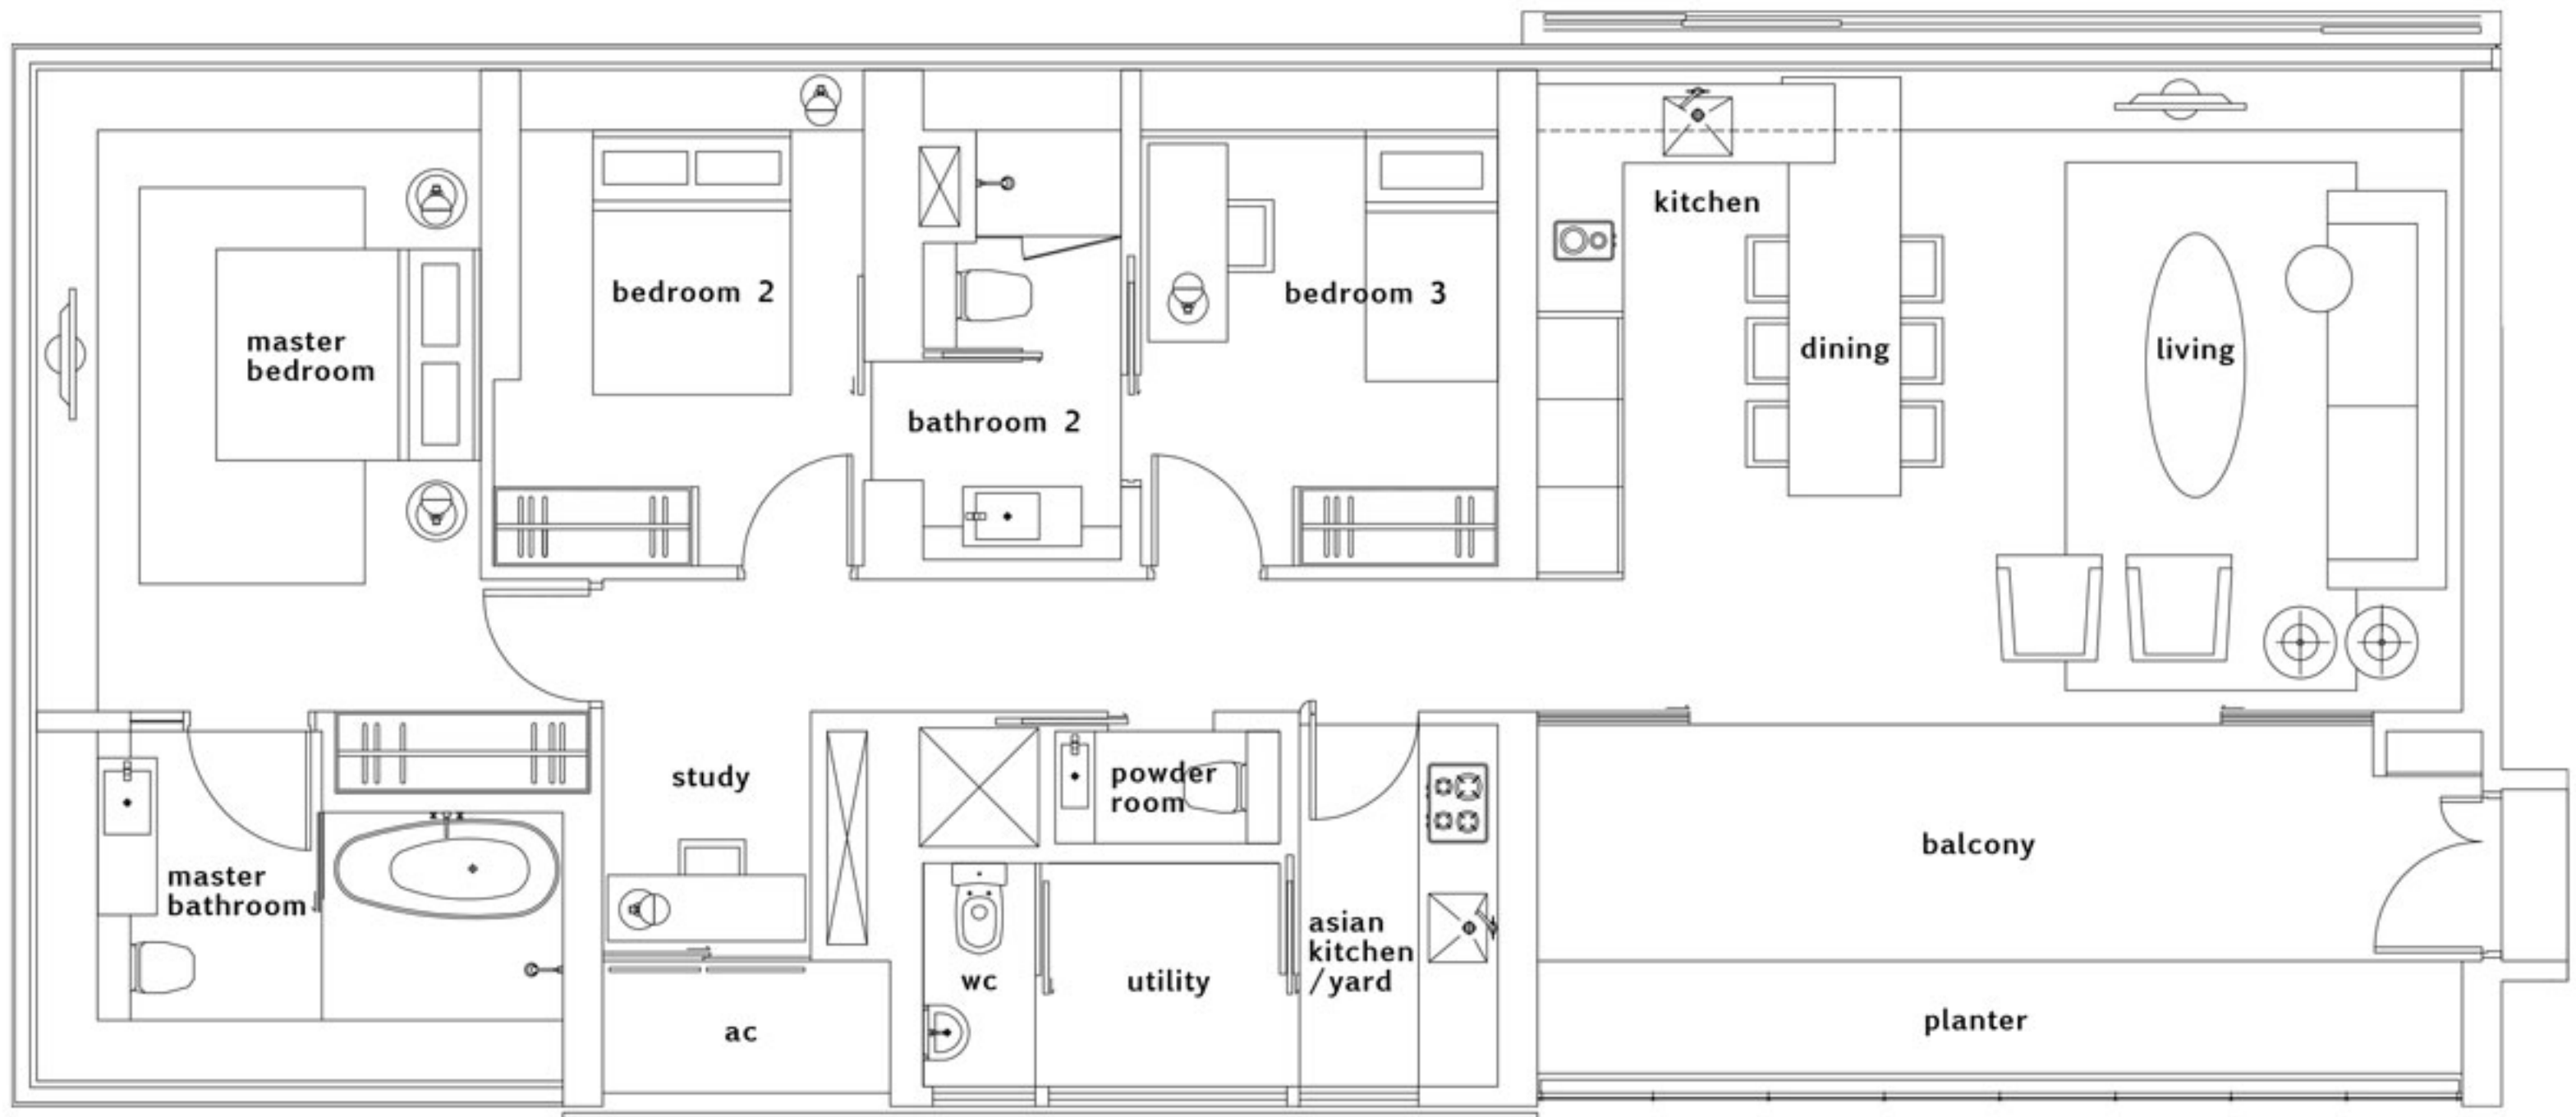 kitchen
bedroom 2
bedroom 3
master
bedroom
dining
living
bathroom 2
study
powder
room
balcony
master
bathroom
asian
kitchen
/yard
wc
utility
ac
planter